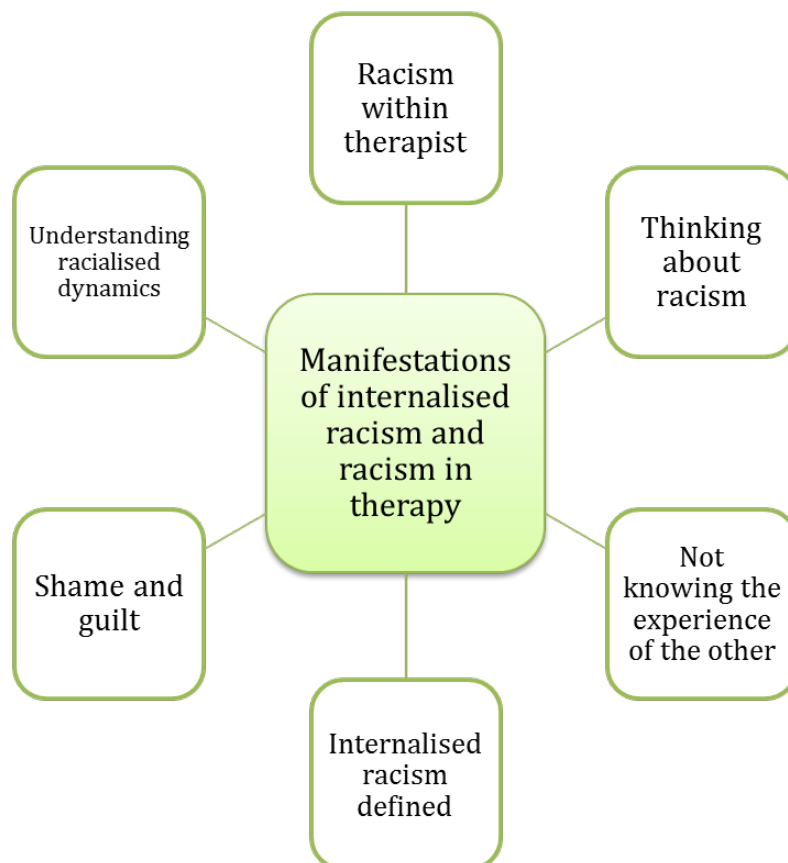 Racism
within
therapist
Understanding
racialised
dynamics
Thinking
about
racism
Manifestations
of internalised
racism and
racism in
therapy
Shame and
guilt
Not
knowing the
experience
of the other
Internalised
racism
defined